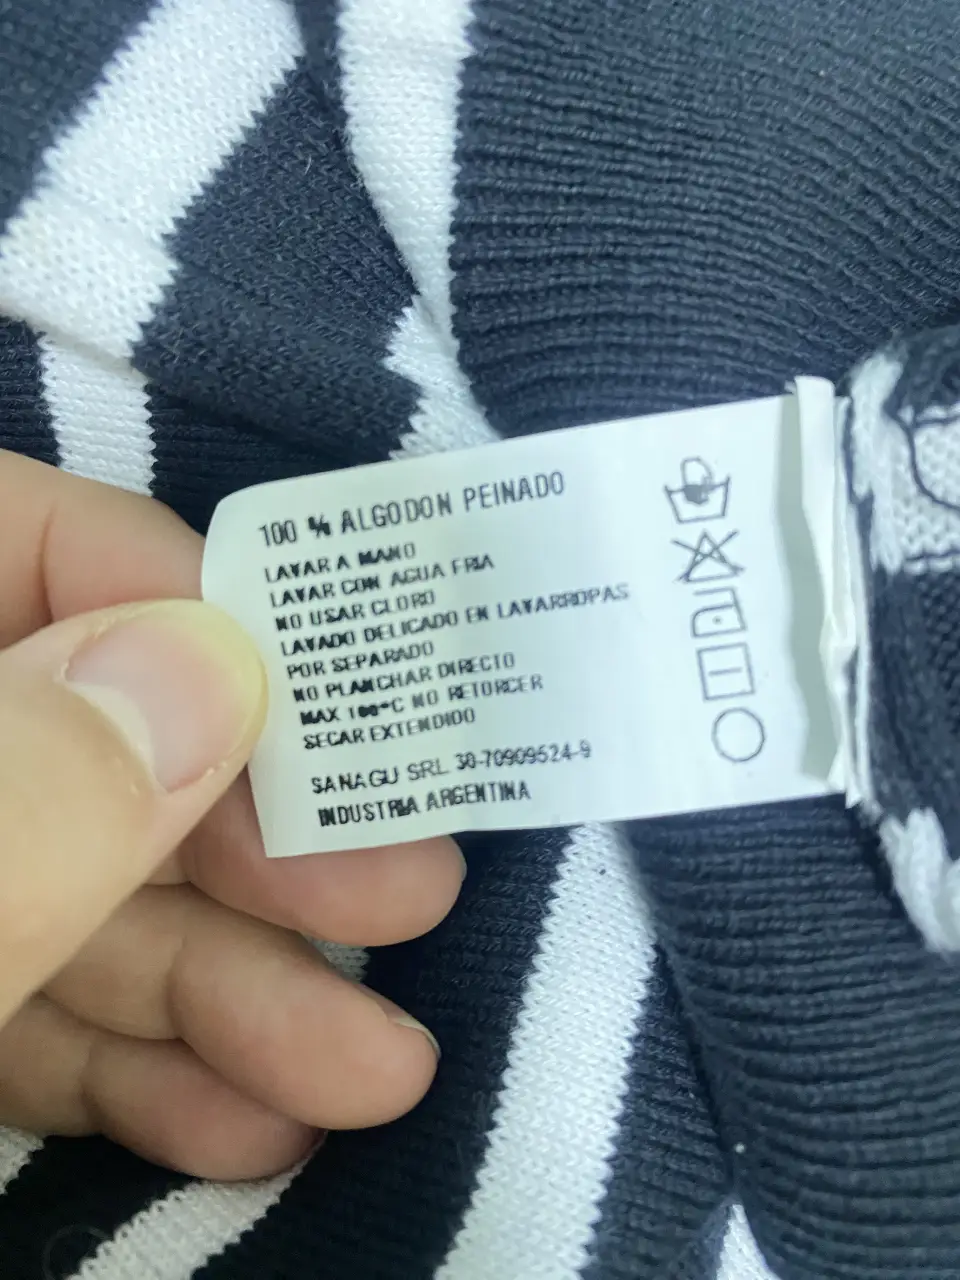 100 % ALGODON PEINADO
LAVAR A MANO
LAVAR CON AGUA FRIA
NO USAR CLORO
LAVADO DELICADO EN LAVARROPAS
POR SEPARADO
NO PLANCHAR DIRECTO
MAX 100°C NO RETORCER
SECAR EXTENDIDO
SANAGU SRL 30-70909524-9
INDUSTRIA ARGENTINA